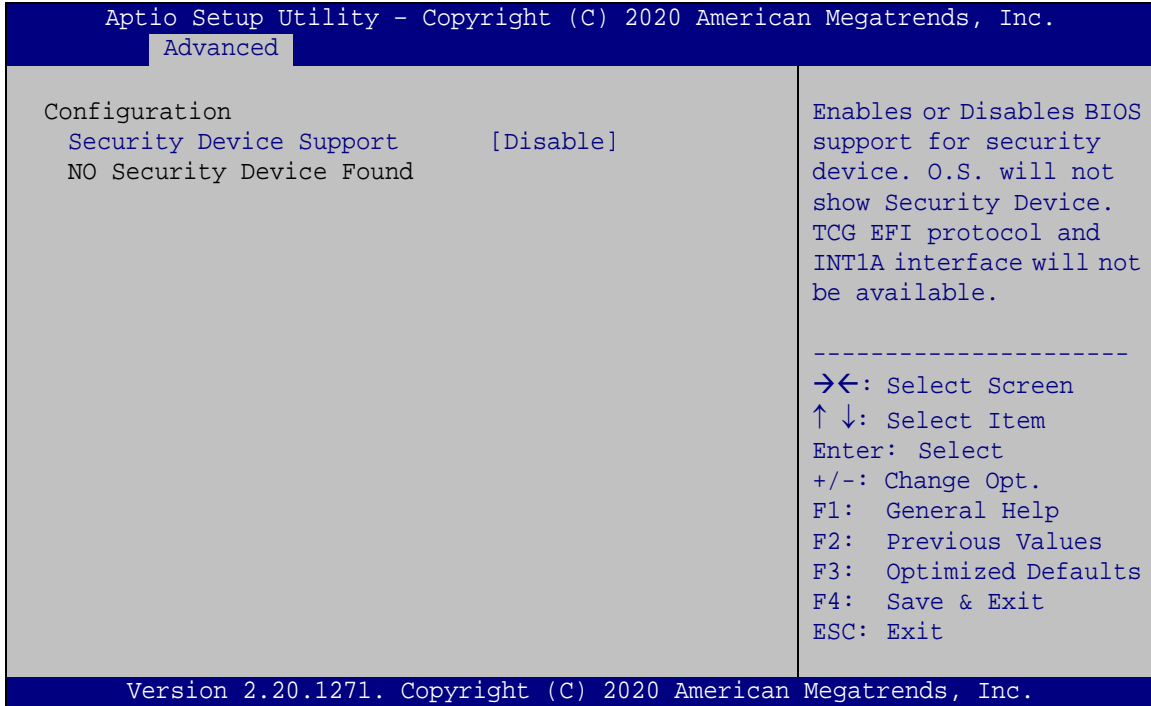 Aptio Setup Utility – Copyright (C) 2020 American Megatrends, Inc.
Advanced
Configuration
Security Device Support [Disable]
NO Security Device Found
Enables or Disables BIOS
support for security
device. O.S. will not
show Security Device.
TCG EFI protocol and
INT1A interface will not
be available.
----------------------
→←: Select Screen
↑ ↓: Select Item
Enter: Select
+/-: Change Opt.
F1: General Help
F2: Previous Values
F3: Optimized Defaults
F4: Save & Exit
ESC: Exit
Version 2.20.1271. Copyright (C) 2020 American Megatrends, Inc.